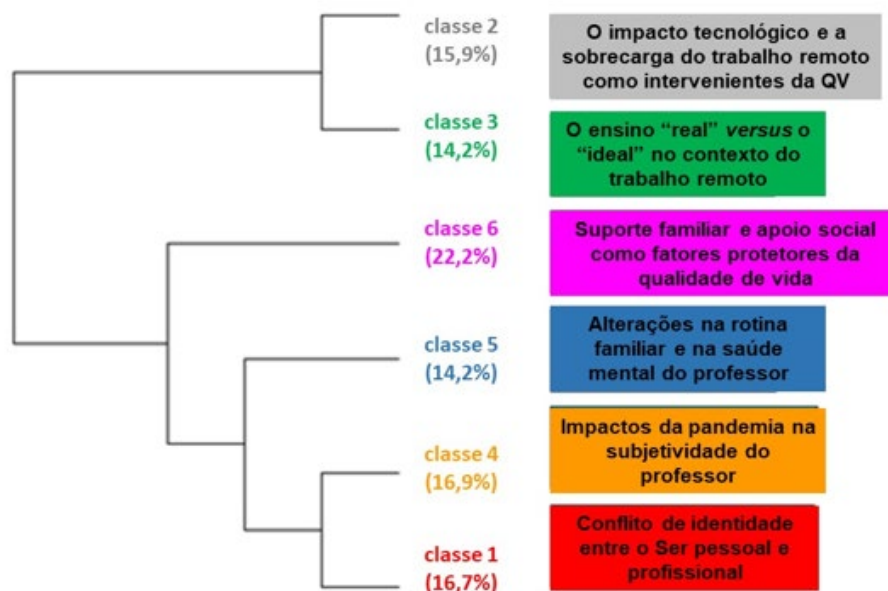 classe 2
(15,9%)
O impacto tecnológico e a
sobrecarga do trabalho remoto
como intervenientes da QV
classe 3
(14,2%)
O ensino “real” versus o
“ideal” no contexto do
trabalho remoto
classe 6
(22,2%)
Suporte familiar e apoio social
como fatores protetores da
qualidade de vida
classe 5
(14,2%)
Alterações na rotina
familiar e na saúde
mental do professor
classe 4
(16,9%)
Impactos da pandemia na
subjetividade do
professor
classe 1
(16,7%)
Conflito de identidade
entre o Ser pessoal e
profissional